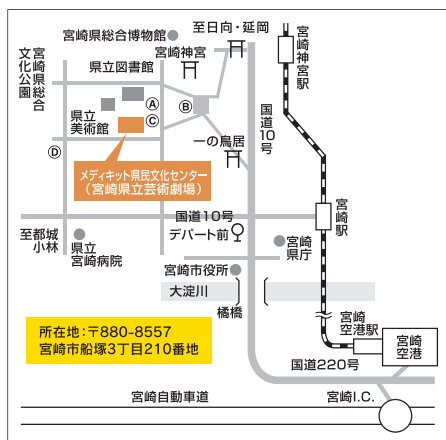 至日向・延岡
宮崎県総合博物館
宮崎神宮
宮崎県総合
文化公園
県立図書館
宮崎神宮駅
Ⓐ
Ⓑ
県立
美術館
Ⓒ
国道10号
一の鳥居
Ⓓ
メディキット県民文化センター
（宮崎県立芸術劇場）
国道10号
宮崎駅
至都城
小林
県立
宮崎病院
デパート前
宮崎
県庁
宮崎市役所
大淀川
橘橋
宮崎
空港駅
宮崎
空港
所在地：〒880-8557
宮崎市船塚3丁目210番地
国道220号
宮崎自動車道
宮崎I.C.